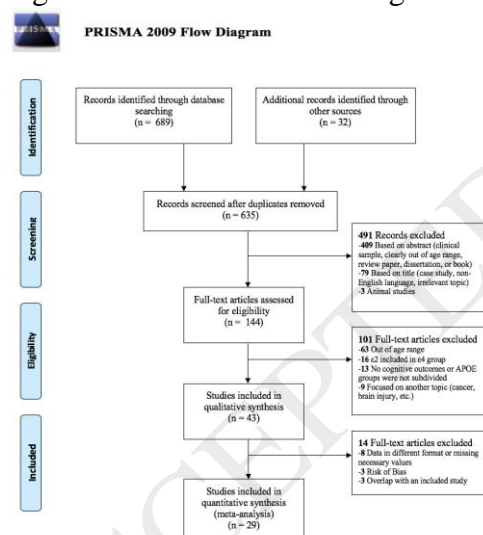 PRISMA 2009 Flow Diagram
Identification
Records identified through database
searching
(n = 689)
Additional records identified through
other sources
(n = 32)
Screening
Records screened after duplicates removed
(n = 635)
491 Records excluded
-409 Based on abstract (clinical
sample, clearly out of age range,
review paper, dissertation, or book)
-79 Based on title (case study, non-
English language, irrelevant topic)
-3 Animal studies
Full-text articles assessed
for eligibility
(n = 144)
Eligibility
101 Full-text articles excluded
-63 Out of age range
-16 ε2 included in ε4 group
-13 No cognitive outcomes or APOE
groups were not subdivided
-9 Focused on another topic (cancer,
brain injury, etc.)
Studies included in
qualitative synthesis
(n = 43)
Included
14 Full-text articles excluded
-8 Data in different format or missing
necessary values
-3 Risk of Bias
-3 Overlap with an included study
Studies included in
quantitative synthesis
(meta-analysis)
(n = 29)